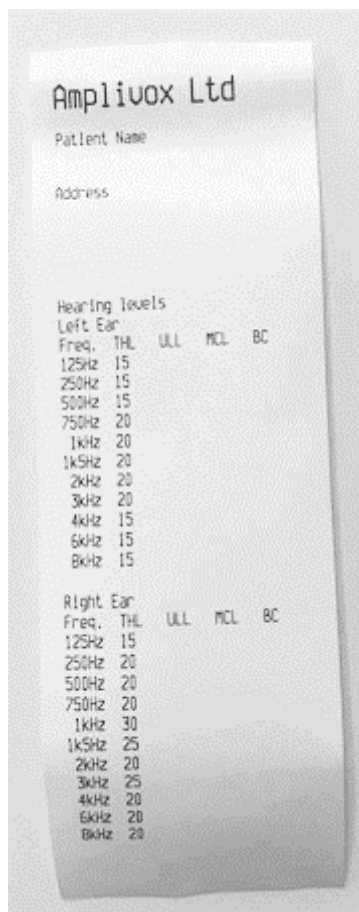 Amplivox Ltd
Patient Name
Address
Hearing levels
Left Ear
Freq. THL ULL MCL BC
125Hz 15
250Hz 15
500Hz 15
750Hz 20
1kHz 20
1k5Hz 20
2kHz 20
3kHz 20
4kHz 15
6kHz 15
8kHz 15
Right Ear
Freq. THL ULL MCL BC
125Hz 15
250Hz 20
500Hz 20
750Hz 20
1kHz 30
1k5Hz 25
2kHz 20
3kHz 25
4kHz 20
6kHz 20
8kHz 20